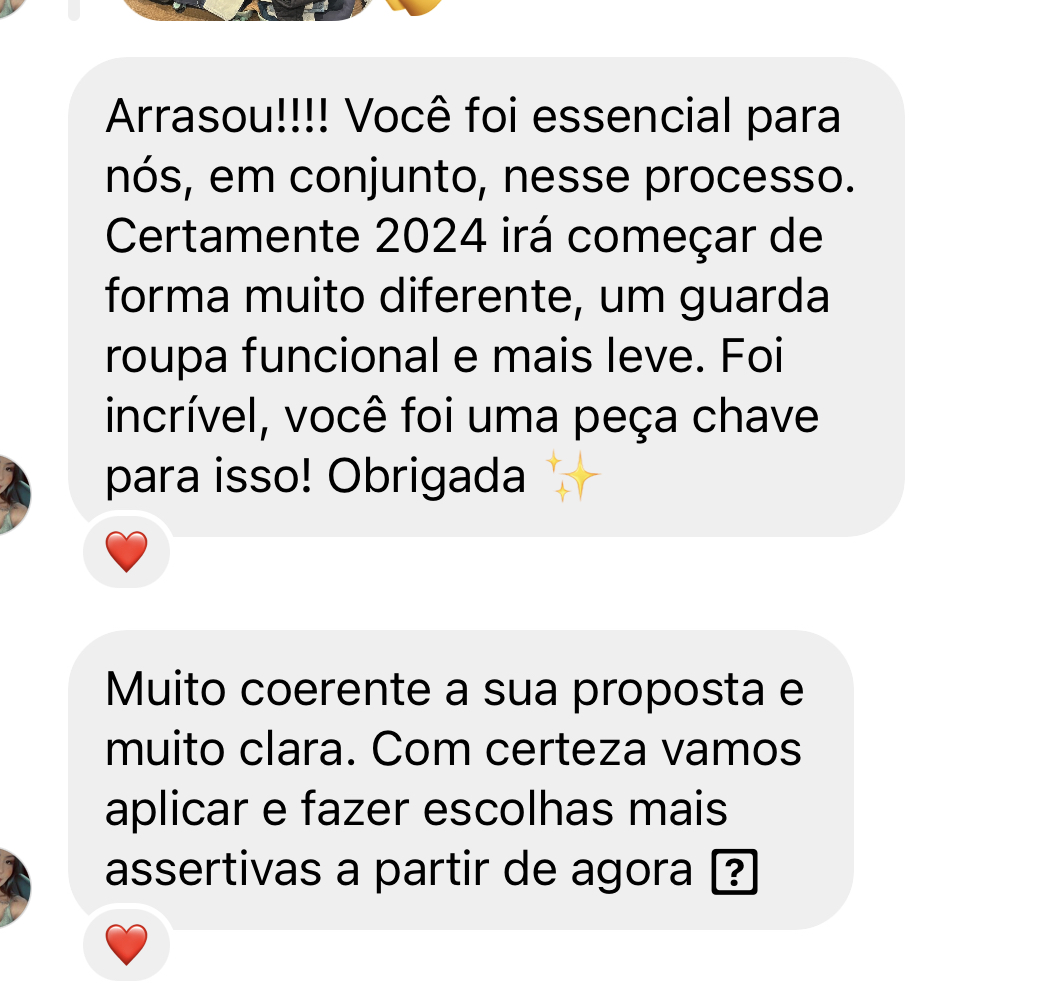 Arrasou!!!! Você foi essencial para
nós, em conjunto, nesse processo.
Certamente 2024 irá começar de
forma muito diferente, um guarda
roupa funcional e mais leve. Foi
incrível, você foi uma peça chave
para isso! Obrigada ✨
Muito coerente a sua proposta e
muito clara. Com certeza vamos
aplicar e fazer escolhas mais
assertivas a partir de agora ⍰